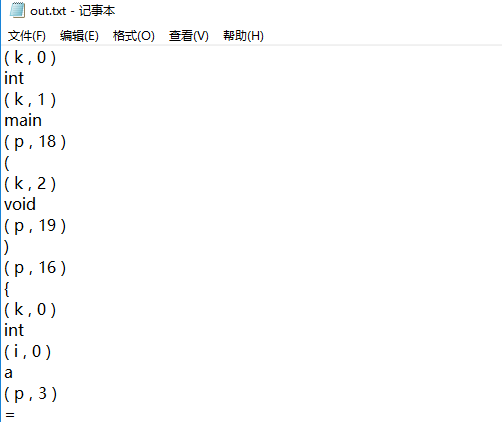 out.txt - 记事本
文件(F) 编辑(E) 格式(O) 查看(V) 帮助(H)
( k , 0 )
int
( k , 1 )
main
( p , 18 )
(
( k , 2 )
void
( p , 19 )
)
( p , 16 )
{
( k , 0 )
int
( i , 0 )
a
( p , 3 )
=